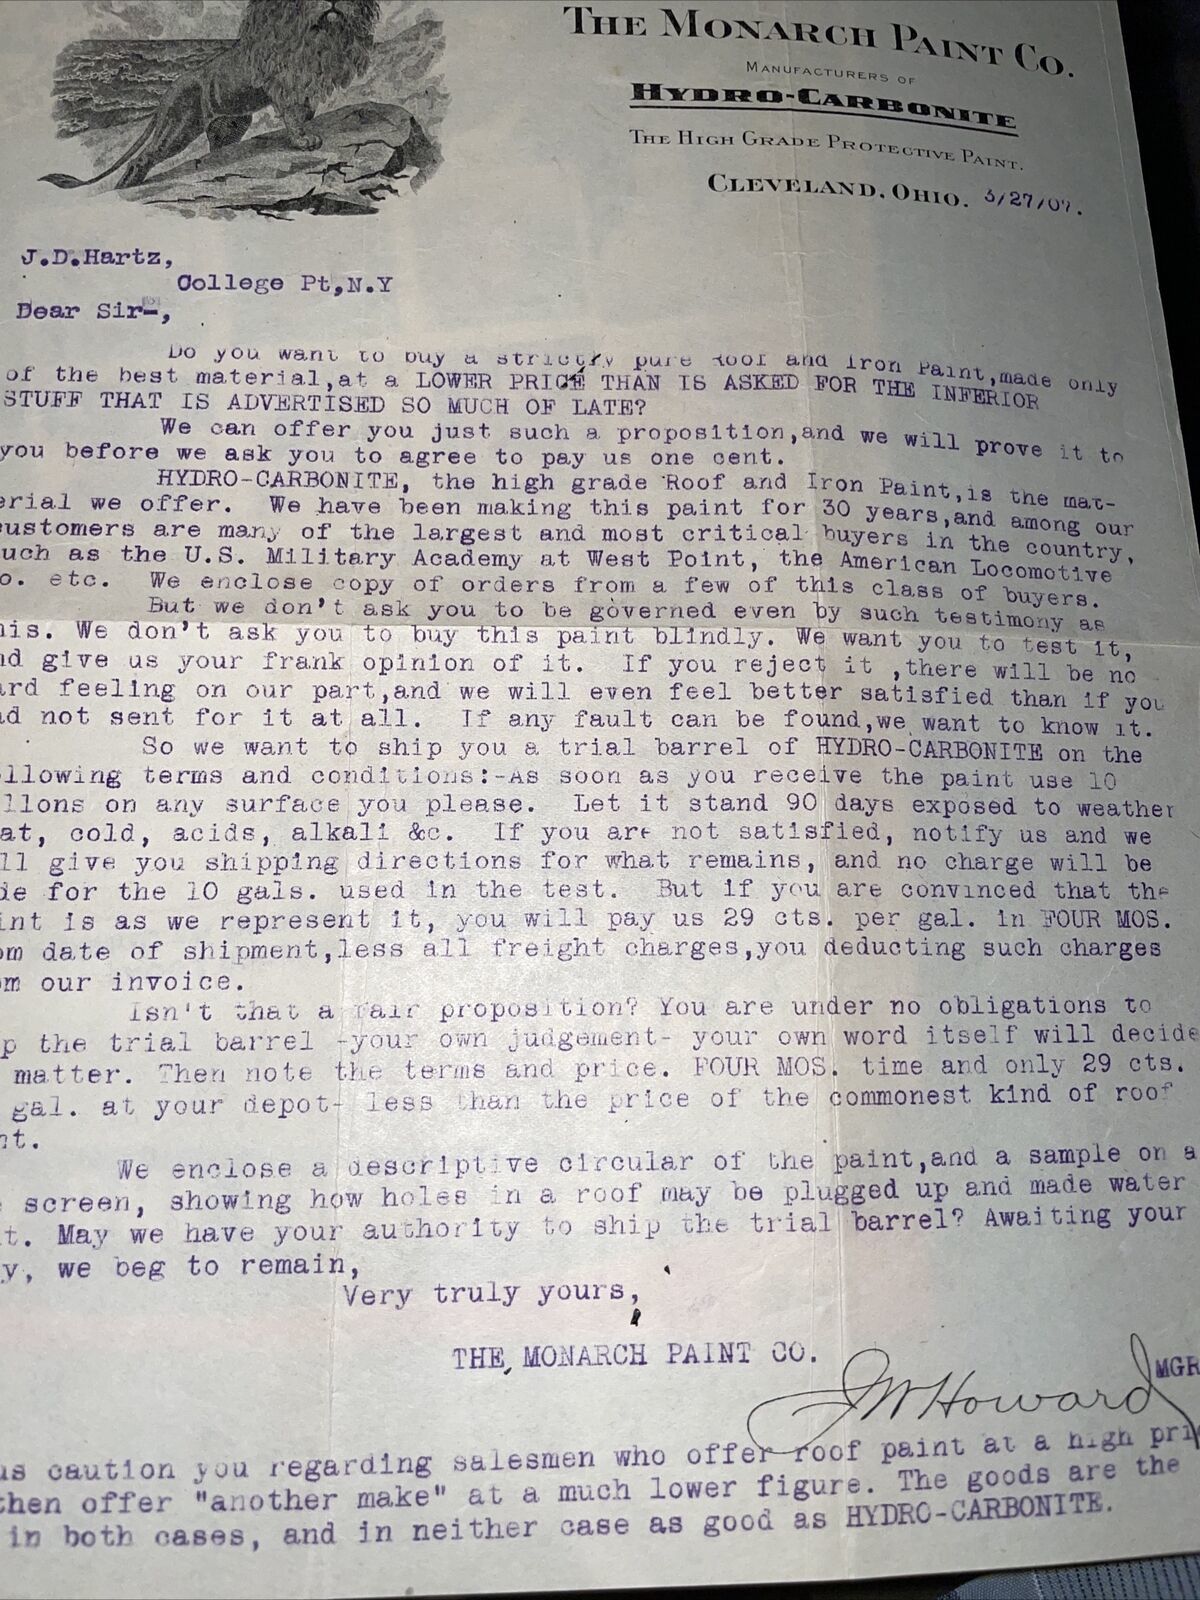 THE MONARCH PAINT CO.
MANUFACTURERS OF
HYDRO-CARBONITE
THE HIGH GRADE PROTECTIVE PAINT.
CLEVELAND, OHIO. 3/27/07.
J.D.Hartz,
College Pt,N.Y
Dear Sir-,
Do you want to buy a strictly pure Roof and Iron Paint,made only
of the best material,at a LOWER PRICE THAN IS ASKED FOR THE INFERIOR
STUFF THAT IS ADVERTISED SO MUCH OF LATE?
We can offer you just such a proposition,and we will prove it to
you before we ask you to agree to pay us one cent.
HYDRO-CARBONITE, the high grade Roof and Iron Paint,is the mat-
erial we offer. We have been making this paint for 30 years,and among our
customers are many of the largest and most critical buyers in the country,
uch as the U.S. Military Academy at West Point, the American Locomotive
o. etc. We enclose copy of orders from a few of this class of buyers.
But we don't ask you to be governed even by such testimony as
his. We don't ask you to buy this paint blindly. We want you to test it,
nd give us your frank opinion of it. If you reject it ,there will be no
ard feeling on our part,and we will even feel better satisfied than if you
ad not sent for it at all. If any fault can be found,we want to know it.
So we want to ship you a trial barrel of HYDRO-CARBONITE on the
llowing terms and conditions:-As soon as you receive the paint use 10
llons on any surface you please. Let it stand 90 days exposed to weather
at, cold, acids, alkali &c. If you are not satisfied, notify us and we
ll give you shipping directions for what remains, and no charge will be
de for the 10 gals. used in the test. But if you are convinced that the
int is as we represent it, you will pay us 29 cts. per gal. in FOUR MOS.
om date of shipment,less all freight charges,you deducting such charges
om our invoice.
Isn't that a fair proposition? You are under no obligations to
p the trial barrel -your own judgement- your own word itself will decide
matter. Then note the terms and price. FOUR MOS. time and only 29 cts.
gal. at your depot- less than the price of the commonest kind of roof
nt.
We enclose a descriptive circular of the paint,and a sample on a
e screen, showing how holes in a roof may be plugged up and made water
t. May we have your authority to ship the trial barrel? Awaiting your
y, we beg to remain,
Very truly yours,
THE MONARCH PAINT CO.
JW Howard MGR
us caution you regarding salesmen who offer roof paint at a high pri
then offer "another make" at a much lower figure. The goods are the
in both cases, and in neither case as good as HYDRO-CARBONITE.